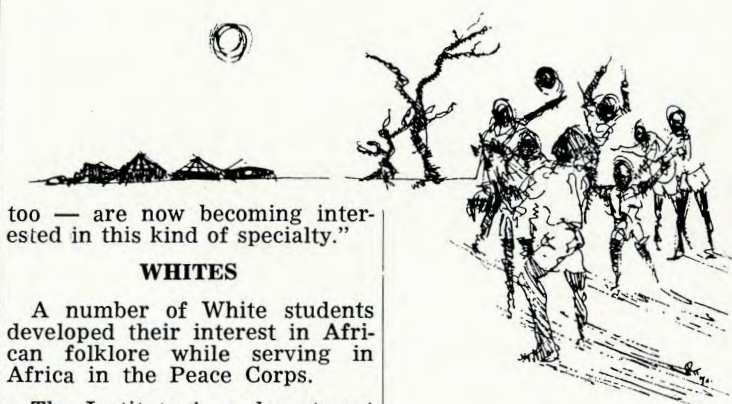 too — are now becoming inter-
ested in this kind of specialty."
WHITES
A number of White students
developed their interest in Afri-
can folklore while serving in
Africa in the Peace Corps.